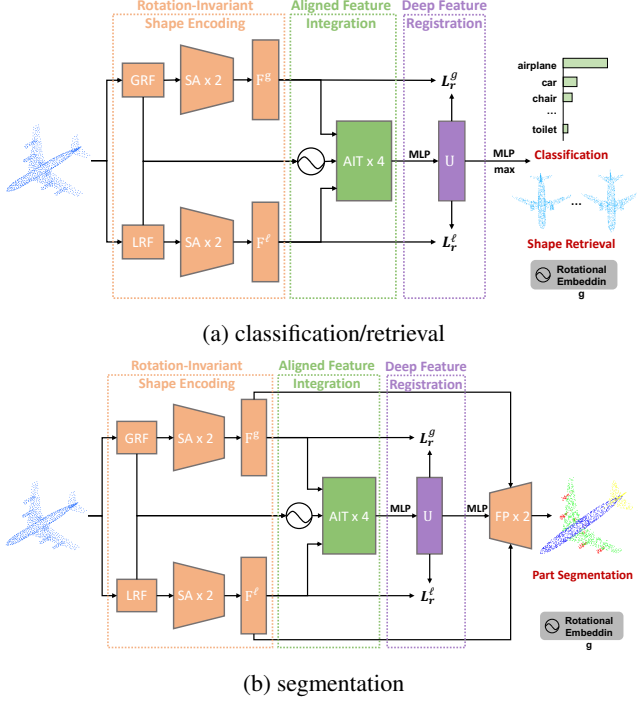 Rotation-Invariant
Shape Encoding
Aligned Feature
Integration
Deep Feature
Registration
GRF
SA x 2
F^g
L_r^g
AIT x 4
MLP
U
MLP
max
LRF
SA x 2
F^ℓ
L_r^ℓ
airplane
car
chair
...
toilet
Classification
...
Shape Retrieval
Rotational
Embeddin
g
(a) classification/retrieval
Rotation-Invariant
Shape Encoding
Aligned Feature
Integration
Deep Feature
Registration
GRF
SA x 2
F^g
L_r^g
AIT x 4
MLP
U
MLP
FP x 2
LRF
SA x 2
F^ℓ
L_r^ℓ
Part Segmentation
Rotational
Embeddin
g
(b) segmentation